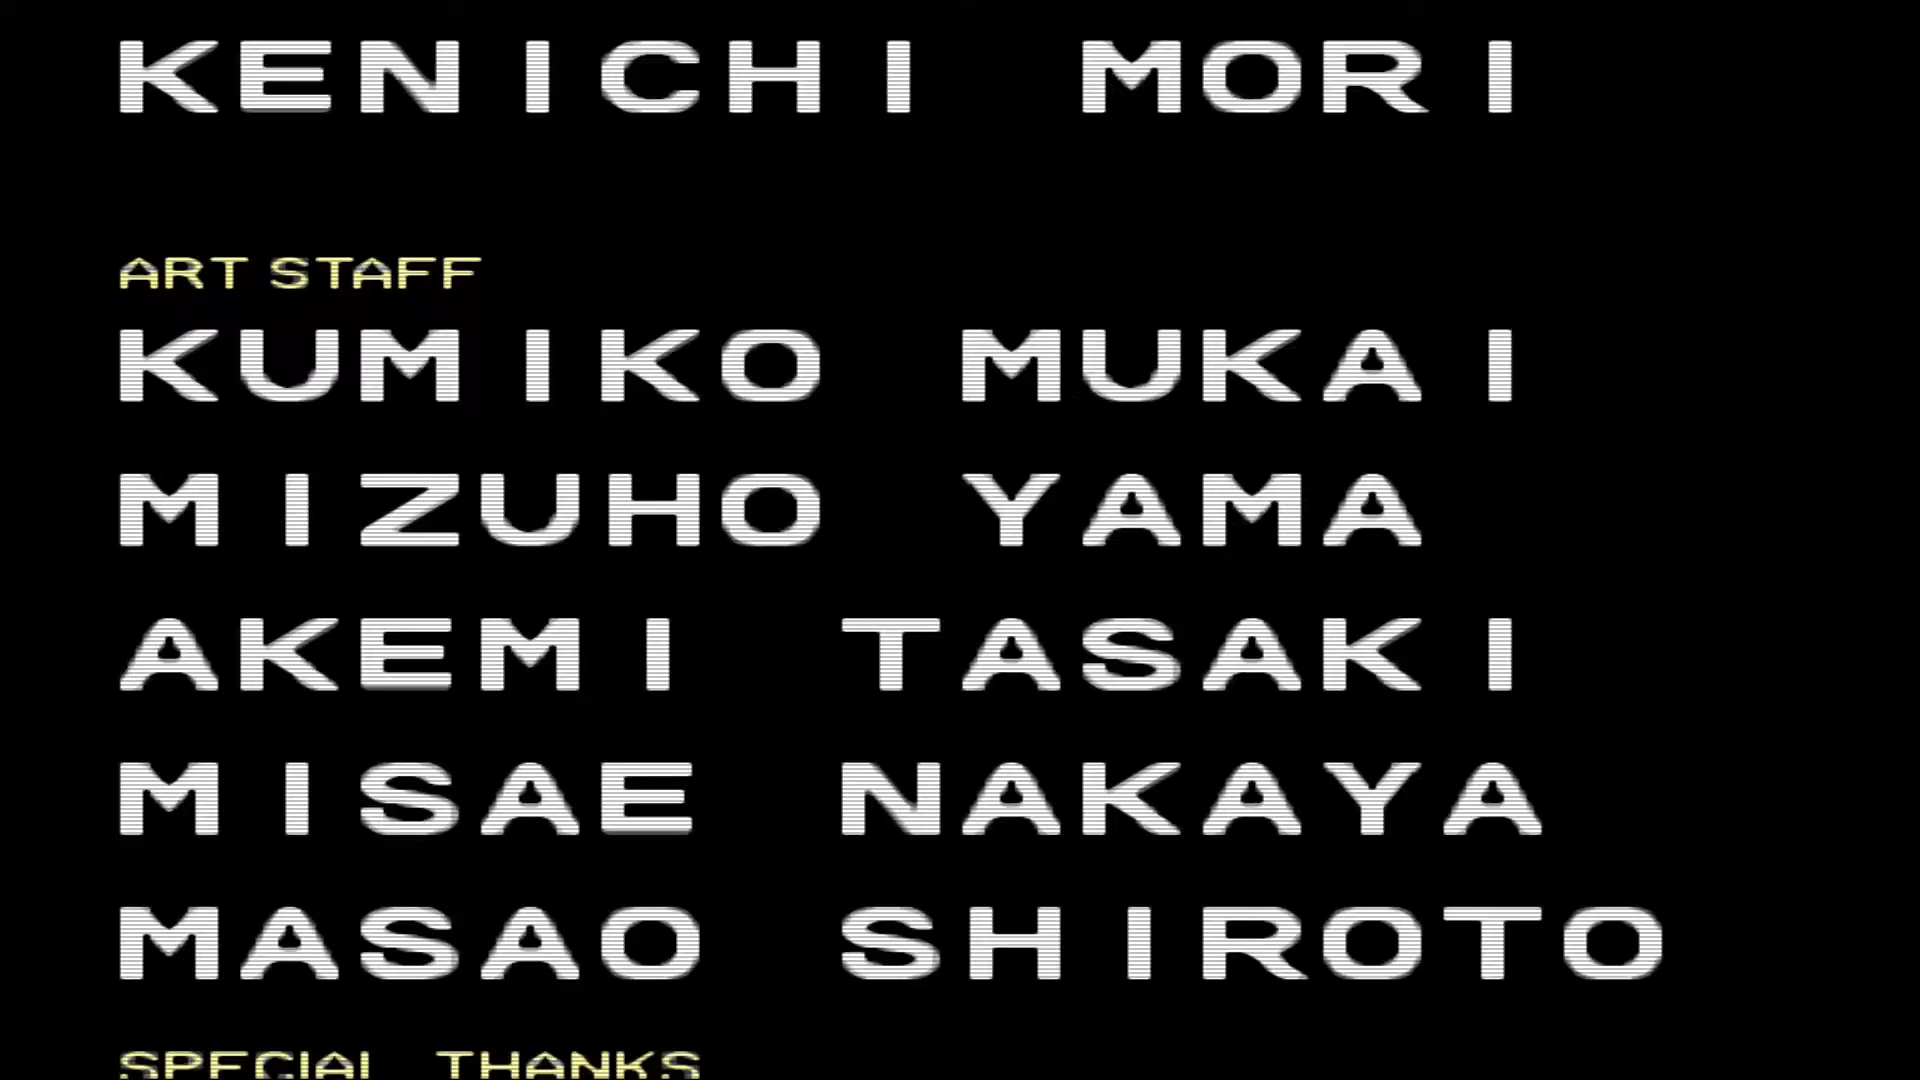 KENICHI MORI
ART STAFF
KUMIKO MUKAI
MIZUHO YAMA
AKEMI TASAKI
MISAE NAKAYA
MASAO SHIROTO
SPECIAL THANKS